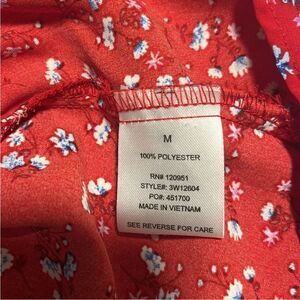 M
100% POLYESTER
RN# 120951
STYLE#: 3W12604
PO#: 451700
MADE IN VIETNAM
SEE REVERSE FOR CARE